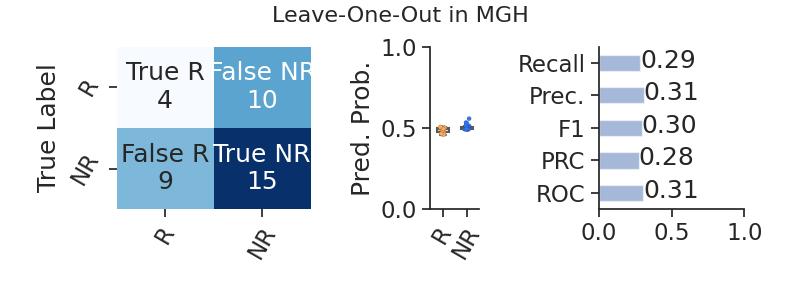 Leave-One-Out in MGH
True Label
R
NR
True R
4
False NR
10
False R
9
True NR
15
R
NR
Pred. Prob.
1.0
0.5
0.0
R
NR
Recall
0.29
Prec.
0.31
F1
0.30
PRC
0.28
ROC
0.31
0.0
0.5
1.0